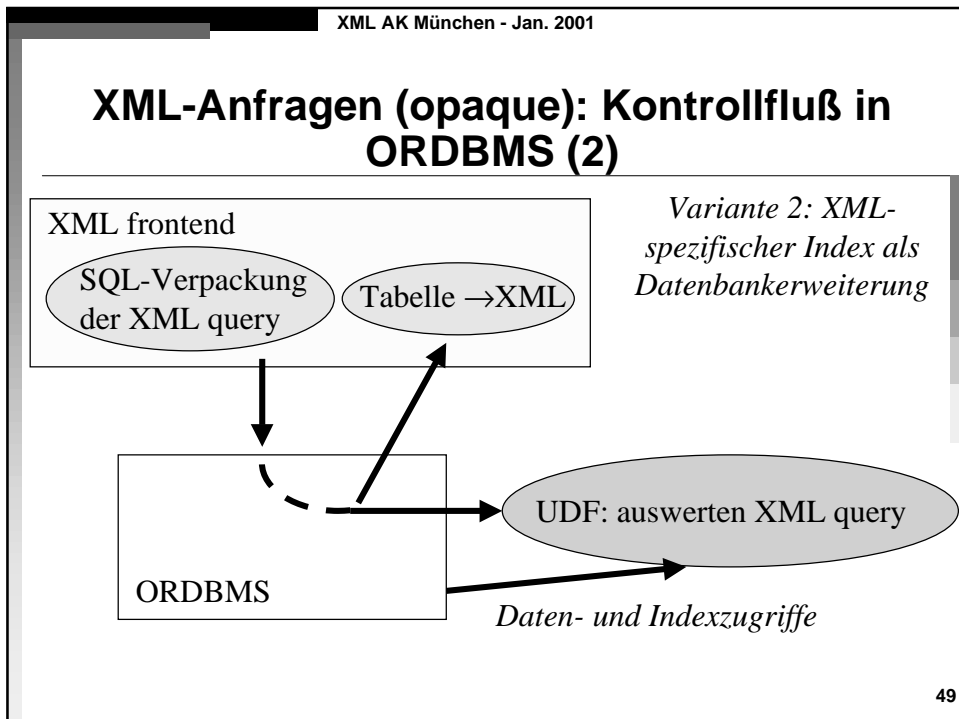 XML AK München - Jan. 2001
XML-Anfragen (opaque): Kontrollfluß in
ORDBMS (2)
XML frontend
SQL-Verpackung
der XML query
Tabelle →XML
Variante 2: XML-
spezifischer Index als
Datenbankerweiterung
UDF: auswerten XML query
ORDBMS
Daten- und Indexzugriffe
49